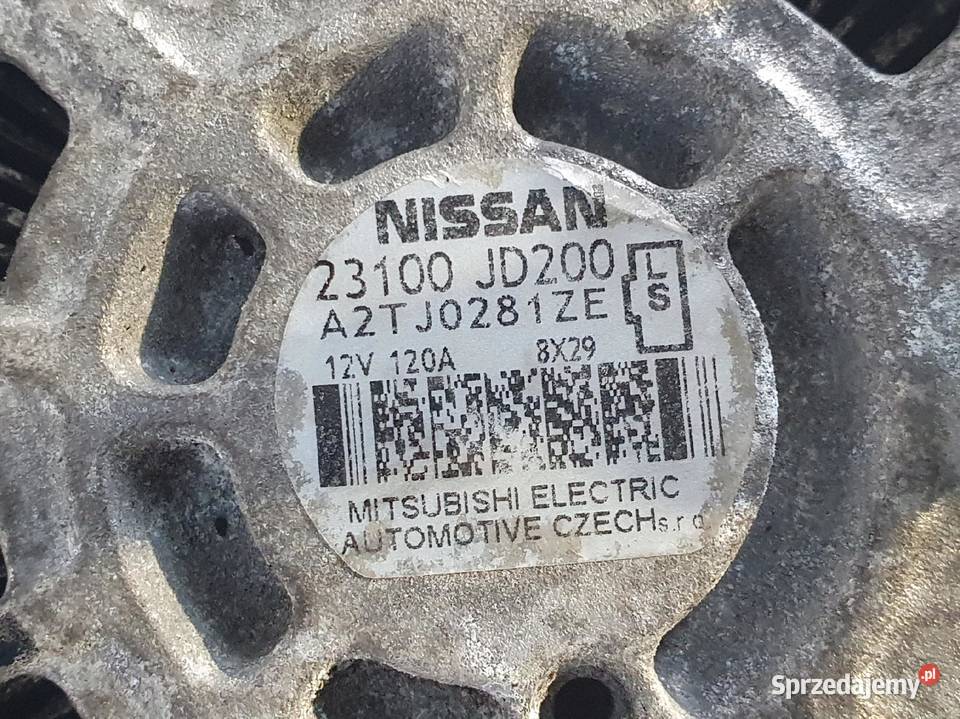 NISSAN
23100 JD200
L
S
A2TJ0281ZE
12V 120A 8X29
MITSUBISHI ELECTRIC
AUTOMOTIVE CZECH s.r.o
Sprzedajemy.pl